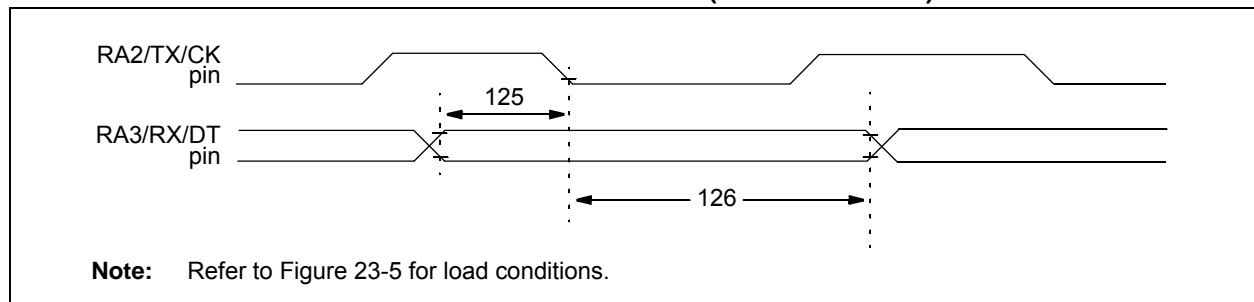 RA2/TX/CK
pin
125
RA3/RX/DT
pin
126
Note: Refer to Figure 23-5 for load conditions.